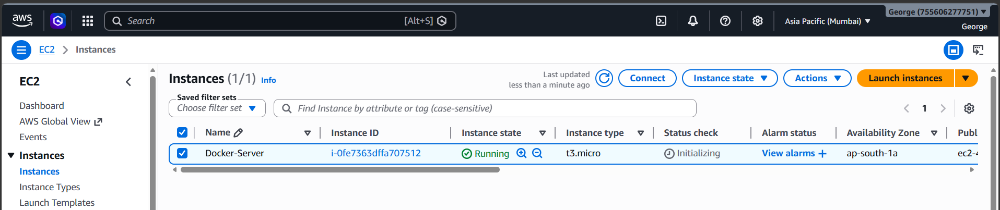 aws
Search [Alt+S]
Asia Pacific (Mumbai)
George (755606277751)
George
EC2 Instances
EC2
Dashboard
AWS Global View
Events
Instances
Instances
Instance Types
Launch Templates
Instances (1/1) Info
Last updated
less than a minute ago
Connect
Instance state
Actions
Launch instances
Saved filter sets
Choose filter set
Find Instance by attribute or tag (case-sensitive)
1
Name Instance ID Instance state Instance type Status check Alarm status Availability Zone Publ
Docker-Server i-0fe7363dffa707512 Running t3.micro Initializing View alarms + ap-south-1a ec2-4